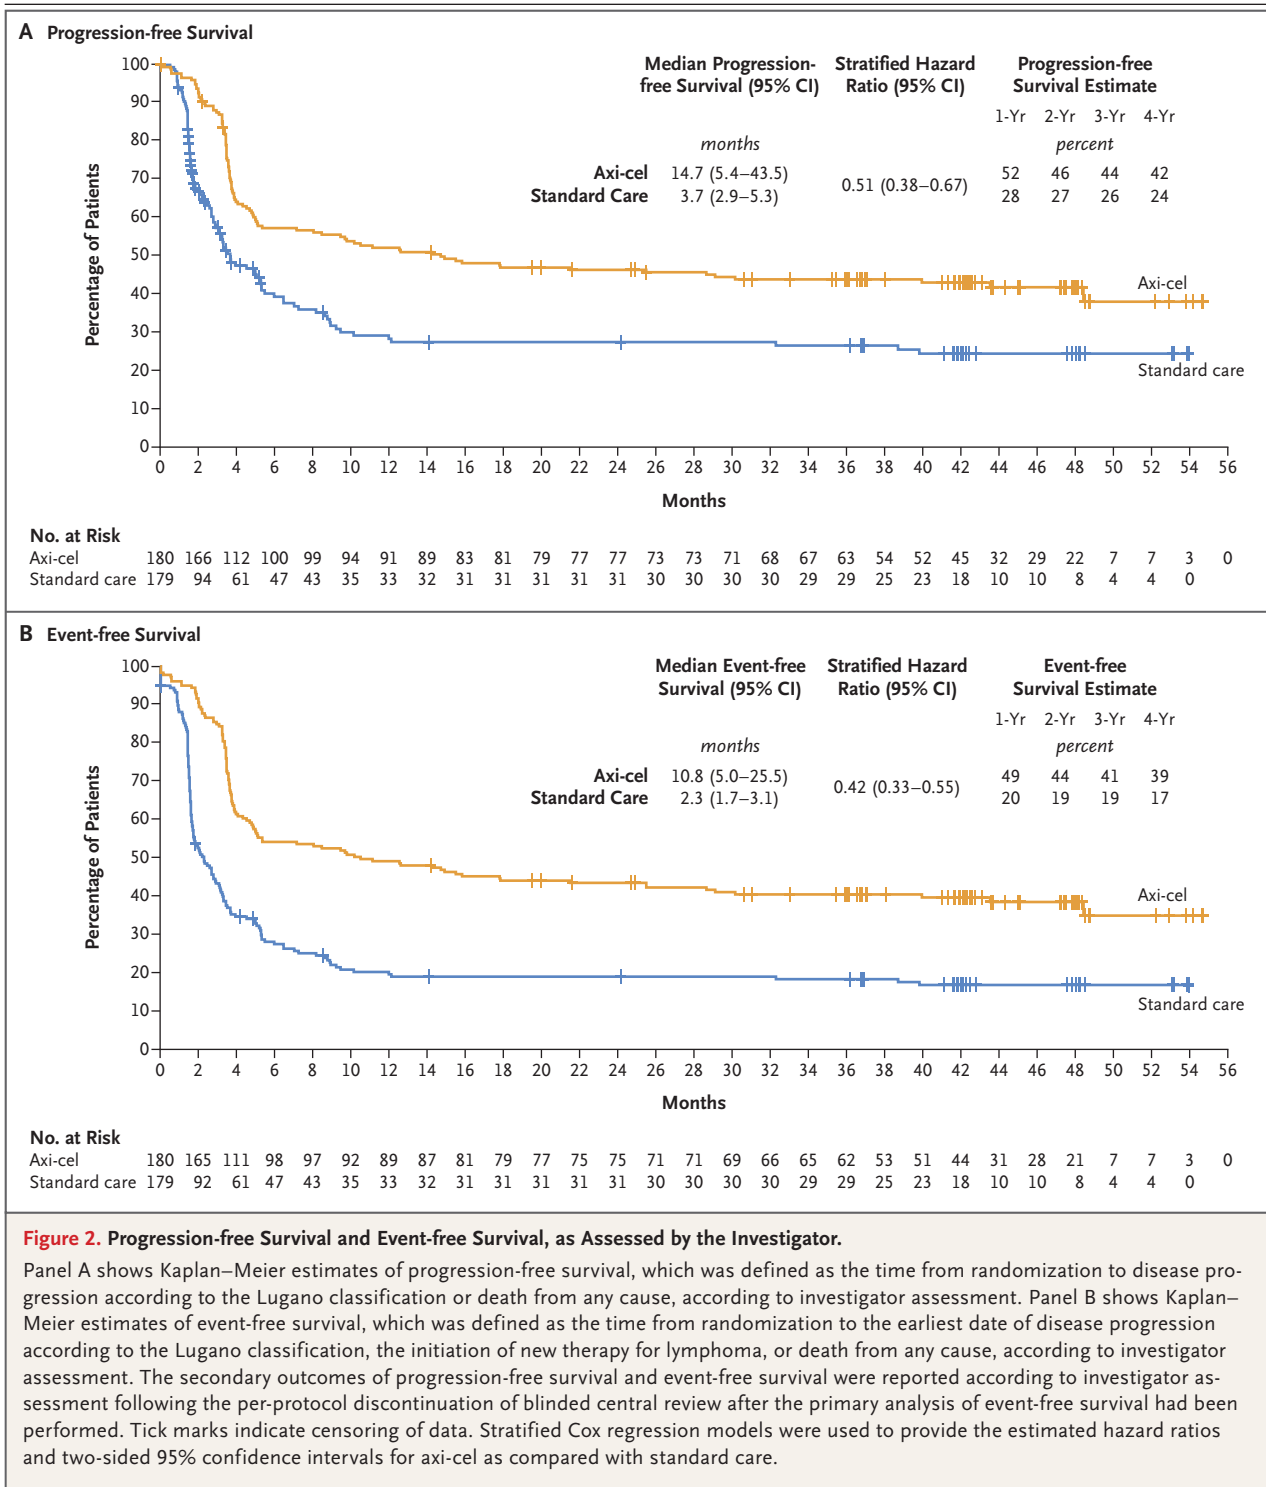 A Progression-free Survival
Median Progression-free Survival (95% CI)
Stratified Hazard Ratio (95% CI)
Progression-free Survival Estimate
1-Yr 2-Yr 3-Yr 4-Yr
months
percent
Axi-cel 14.7 (5.4–43.5) 52 46 44 42
0.51 (0.38–0.67)
Standard Care 3.7 (2.9–5.3) 28 27 26 24
Percentage of Patients
100
90
80
70
60
50
40
30
20
10
0
Axi-cel
Standard care
0 2 4 6 8 10 12 14 16 18 20 22 24 26 28 30 32 34 36 38 40 42 44 46 48 50 52 54 56
Months
No. at Risk
Axi-cel 180 166 112 100 99 94 91 89 83 81 79 77 77 73 73 71 68 67 63 54 52 45 32 29 22 7 7 3 0
Standard care 179 94 61 47 43 35 33 32 31 31 31 31 31 30 30 30 30 29 29 25 23 18 10 10 8 4 4 0
B Event-free Survival
Median Event-free Survival (95% CI)
Stratified Hazard Ratio (95% CI)
Event-free Survival Estimate
1-Yr 2-Yr 3-Yr 4-Yr
months
percent
Axi-cel 10.8 (5.0–25.5) 49 44 41 39
0.42 (0.33–0.55)
Standard Care 2.3 (1.7–3.1) 20 19 19 17
Percentage of Patients
100
90
80
70
60
50
40
30
20
10
0
Axi-cel
Standard care
0 2 4 6 8 10 12 14 16 18 20 22 24 26 28 30 32 34 36 38 40 42 44 46 48 50 52 54 56
Months
No. at Risk
Axi-cel 180 165 111 98 97 92 89 87 81 79 77 75 75 71 71 69 66 65 62 53 51 44 31 28 21 7 7 3 0
Standard care 179 92 61 47 43 35 33 32 31 31 31 31 31 30 30 30 30 29 29 25 23 18 10 10 8 4 4 0
Figure 2. Progression-free Survival and Event-free Survival, as Assessed by the Investigator.
Panel A shows Kaplan–Meier estimates of progression-free survival, which was defined as the time from randomization to disease pro-
gression according to the Lugano classification or death from any cause, according to investigator assessment. Panel B shows Kaplan–
Meier estimates of event-free survival, which was defined as the time from randomization to the earliest date of disease progression
according to the Lugano classification, the initiation of new therapy for lymphoma, or death from any cause, according to investigator
assessment. The secondary outcomes of progression-free survival and event-free survival were reported according to investigator as-
sessment following the per-protocol discontinuation of blinded central review after the primary analysis of event-free survival had been
performed. Tick marks indicate censoring of data. Stratified Cox regression models were used to provide the estimated hazard ratios
and two-sided 95% confidence intervals for axi-cel as compared with standard care.